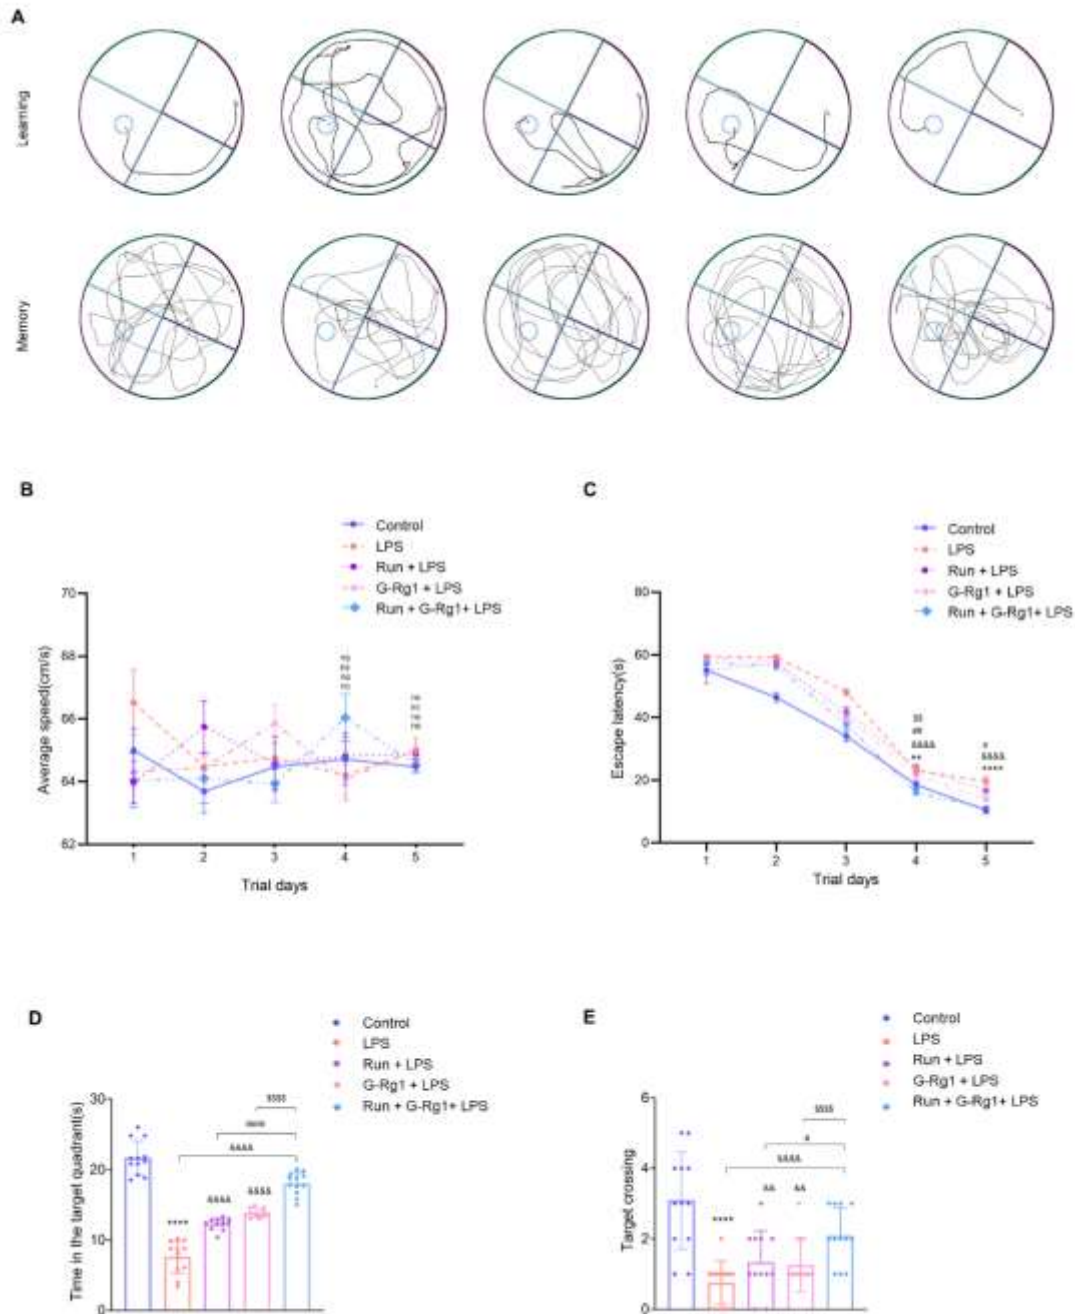 A
Learning
Memory
B
Control
LPS
Run + LPS
G-Rg1 + LPS
Run + G-Rg1+ LPS
70
68
66
64
62
Average speed(cm/s)
ns
ns
1
2
3
4
5
Trial days
C
Control
LPS
Run + LPS
G-Rg1 + LPS
Run + G-Rg1+ LPS
80
60
40
20
0
Escape latency(s)
$$
##
&&&&
**
#
&&&&
****
1
2
3
4
5
Trial days
D
Control
LPS
Run + LPS
G-Rg1 + LPS
Run + G-Rg1+ LPS
30
20
10
0
Time in the target quadrant(s)
$$$$
&&&&
****
&&&&
&&&&
E
Control
LPS
Run + LPS
G-Rg1 + LPS
Run + G-Rg1+ LPS
6
4
2
0
Target crossing
$$$$
&&&&
****
&&
&&